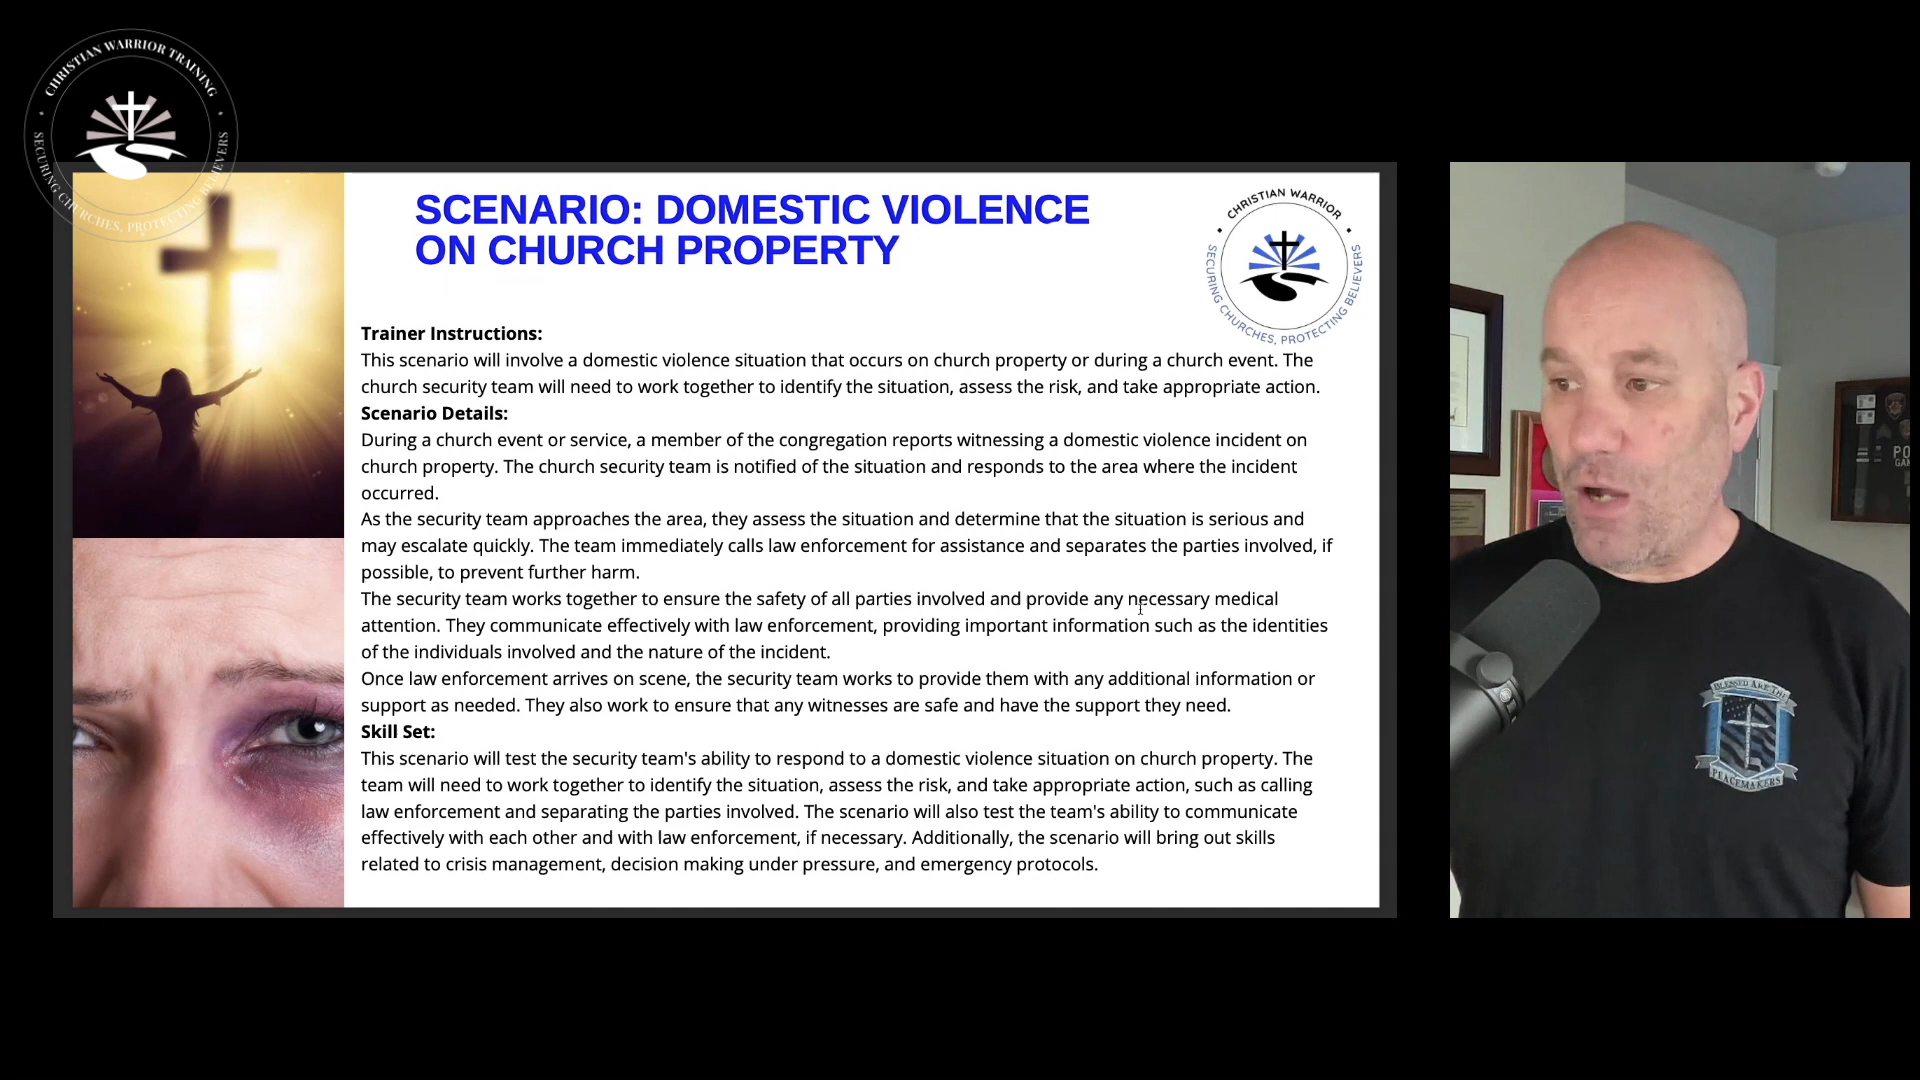 CHRISTIAN WARRIOR TRAINING
SECURING CHURCHES, PROTECTING BELIEVERS
SCENARIO: DOMESTIC VIOLENCE
ON CHURCH PROPERTY
CHRISTIAN WARRIOR
SECURING CHURCHES, PROTECTING BELIEVERS
Trainer Instructions:
This scenario will involve a domestic violence situation that occurs on church property or during a church event. The
church security team will need to work together to identify the situation, assess the risk, and take appropriate action.
Scenario Details:
During a church event or service, a member of the congregation reports witnessing a domestic violence incident on
church property. The church security team is notified of the situation and responds to the area where the incident
occurred.
As the security team approaches the area, they assess the situation and determine that the situation is serious and
may escalate quickly. The team immediately calls law enforcement for assistance and separates the parties involved, if
possible, to prevent further harm.
The security team works together to ensure the safety of all parties involved and provide any necessary medical
attention. They communicate effectively with law enforcement, providing important information such as the identities
of the individuals involved and the nature of the incident.
Once law enforcement arrives on scene, the security team works to provide them with any additional information or
support as needed. They also work to ensure that any witnesses are safe and have the support they need.
Skill Set:
This scenario will test the security team's ability to respond to a domestic violence situation on church property. The
team will need to work together to identify the situation, assess the risk, and take appropriate action, such as calling
law enforcement and separating the parties involved. The scenario will also test the team's ability to communicate
effectively with each other and with law enforcement, if necessary. Additionally, the scenario will bring out skills
related to crisis management, decision making under pressure, and emergency protocols.
BLESSED ARE THE
PEACEMAKERS